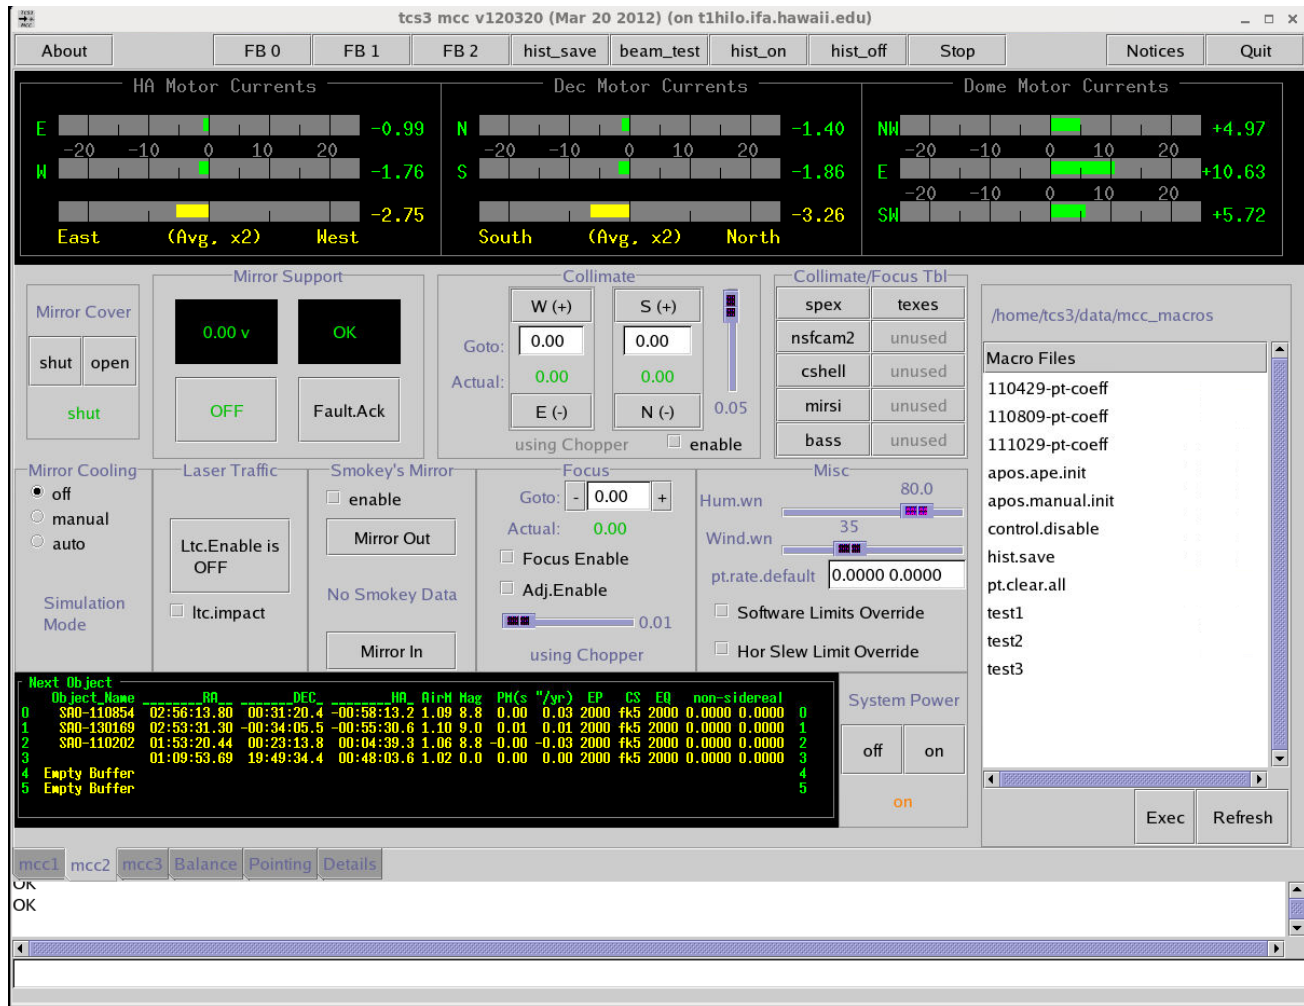 TCS3 MCC
tcs3 mcc v120320 (Mar 20 2012) (on t1hilo.ifa.hawaii.edu)
About FB 0 FB 1 FB 2 hist_save beam_test hist_on hist_off Stop Notices Quit
HA Motor Currents Dec Motor Currents Dome Motor Currents
E -0.99 N -1.40 NW +4.97
-20 -10 0 10 20 -20 -10 0 10 20 -20 -10 0 10 20
W -1.76 S -1.86 E +10.63
-20 -10 0 10 20
-2.75 -3.26 SW +5.72
East (Avg, x2) West South (Avg, x2) North
Mirror Cover
shut open
shut
Mirror Support
0.00 v OK
OFF Fault.Ack
Collimate
W (+) S (+)
Goto: 0.00 0.00
Actual: 0.00 0.00
E (-) N (-) 0.05
using Chopper enable
Collimate/Focus Tbl
spex texes
nsfcam2 unused
cshell unused
mirsi unused
bass unused
/home/tcs3/data/mcc_macros
Macro Files
110429-pt-coeff
110809-pt-coeff
111029-pt-coeff
apos.ape.init
apos.manual.init
control.disable
hist.save
pt.clear.all
test1
test2
test3
Exec Refresh
Mirror Cooling
off
manual
auto
Simulation
Mode
Laser Traffic
Ltc.Enable is
OFF
ltc.impact
Smokey's Mirror
enable
Mirror Out
No Smokey Data
Mirror In
Focus
Goto: - 0.00 +
Actual: 0.00
Focus Enable
Adj.Enable
0.01
using Chopper
Misc
Hum.wn 80.0
Wind.wn 35
pt.rate.default 0.0000 0.0000
Software Limits Override
Hor Slew Limit Override
Next Object
Object_Name ________RA_ _______DEC_ ________HA_ AirM Mag PM(s "/yr) EP CS EQ non-sidereal
0 SAO-110854 02:56:13.80 00:31:20.4 -00:58:13.2 1.09 8.8 0.00 0.03 2000 fk5 2000 0.0000 0.0000 0
1 SAO-130169 02:53:31.30 -00:34:05.5 -00:55:30.6 1.10 9.0 0.01 0.01 2000 fk5 2000 0.0000 0.0000 1
2 SAO-110202 01:53:20.44 00:23:13.8 00:04:39.3 1.06 8.8 -0.00 -0.03 2000 fk5 2000 0.0000 0.0000 2
3 01:09:53.69 19:49:34.4 00:48:03.6 1.02 0.0 0.00 0.00 2000 fk5 2000 0.0000 0.0000 3
4 Empty Buffer 4
5 Empty Buffer 5
System Power
off on
on
mcc1 mcc2 mcc3 Balance Pointing Details
OK
OK